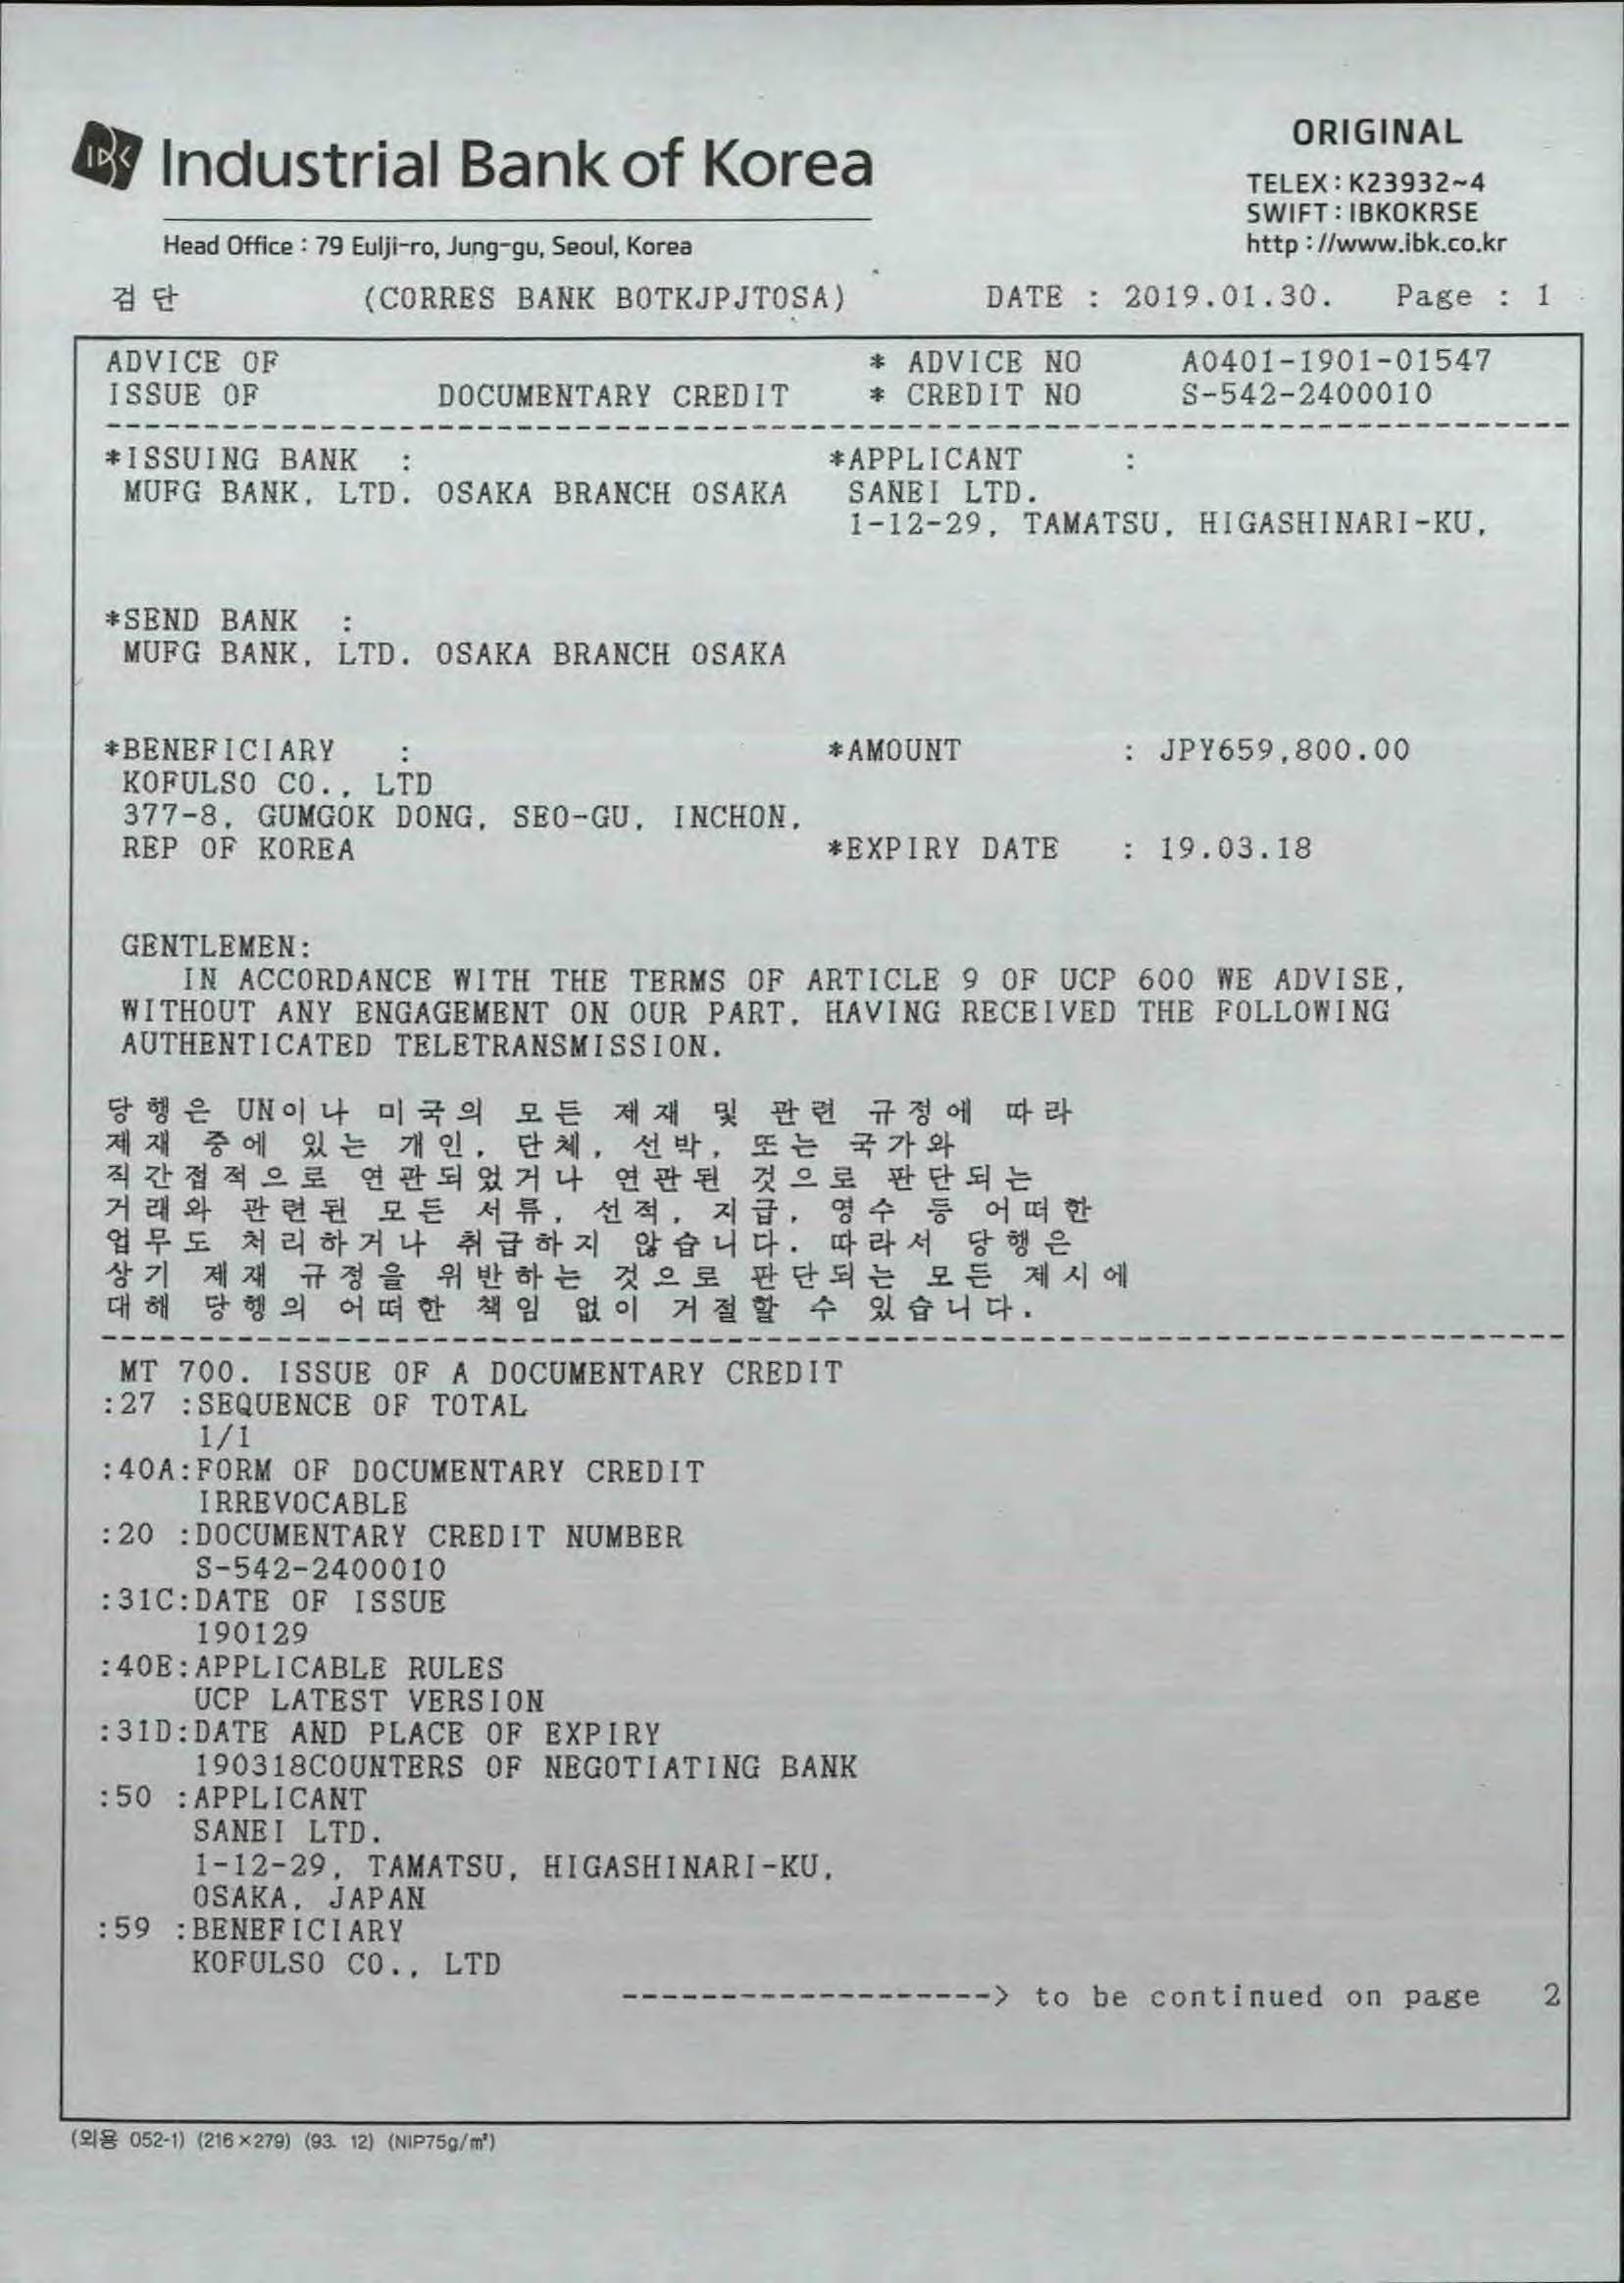 IBK Industrial Bank of Korea
ORIGINAL
TELEX : K23932~4
SWIFT : IBKOKRSE
http : //www.ibk.co.kr
Head Office : 79 Eulji-ro, Jung-gu, Seoul, Korea
검단 (CORRES BANK BOTKJPJTOSA) DATE : 2019.01.30. Page : 1
ADVICE OF * ADVICE NO A0401-1901-01547
ISSUE OF DOCUMENTARY CREDIT * CREDIT NO S-542-2400010
*ISSUING BANK : *APPLICANT :
MUFG BANK, LTD. OSAKA BRANCH OSAKA SANEI LTD.
1-12-29, TAMATSU, HIGASHINARI-KU,
*SEND BANK :
MUFG BANK, LTD. OSAKA BRANCH OSAKA
*BENEFICIARY : *AMOUNT : JPY659,800.00
KOFULSO CO., LTD
377-8, GUMGOK DONG, SEO-GU, INCHON,
REP OF KOREA *EXPIRY DATE : 19.03.18
GENTLEMEN:
IN ACCORDANCE WITH THE TERMS OF ARTICLE 9 OF UCP 600 WE ADVISE,
WITHOUT ANY ENGAGEMENT ON OUR PART, HAVING RECEIVED THE FOLLOWING
AUTHENTICATED TELETRANSMISSION.
당행은 UN이나 미국의 모든 제재 및 관련 규정에 따라
제재 중에 있는 개인, 단체, 선박, 또는 국가와
직간접적으로 연관되었거나 연관된 것으로 판단되는
거래와 관련된 모든 서류, 선적, 지급, 영수 등 어떠한
업무도 처리하거나 취급하지 않습니다. 따라서 당행은
상기 제재 규정을 위반하는 것으로 판단되는 모든 제시에
대해 당행의 어떠한 책임 없이 거절할 수 있습니다.
MT 700. ISSUE OF A DOCUMENTARY CREDIT
:27 :SEQUENCE OF TOTAL
1/1
:40A:FORM OF DOCUMENTARY CREDIT
IRREVOCABLE
:20 :DOCUMENTARY CREDIT NUMBER
S-542-2400010
:31C:DATE OF ISSUE
190129
:40E:APPLICABLE RULES
UCP LATEST VERSION
:31D:DATE AND PLACE OF EXPIRY
190318COUNTERS OF NEGOTIATING BANK
:50 :APPLICANT
SANEI LTD.
1-12-29, TAMATSU, HIGASHINARI-KU,
OSAKA, JAPAN
:59 :BENEFICIARY
KOFULSO CO., LTD
-------------------> to be continued on page 2
(외용 052-1) (216×279) (93. 12) (NIP75g/㎡)